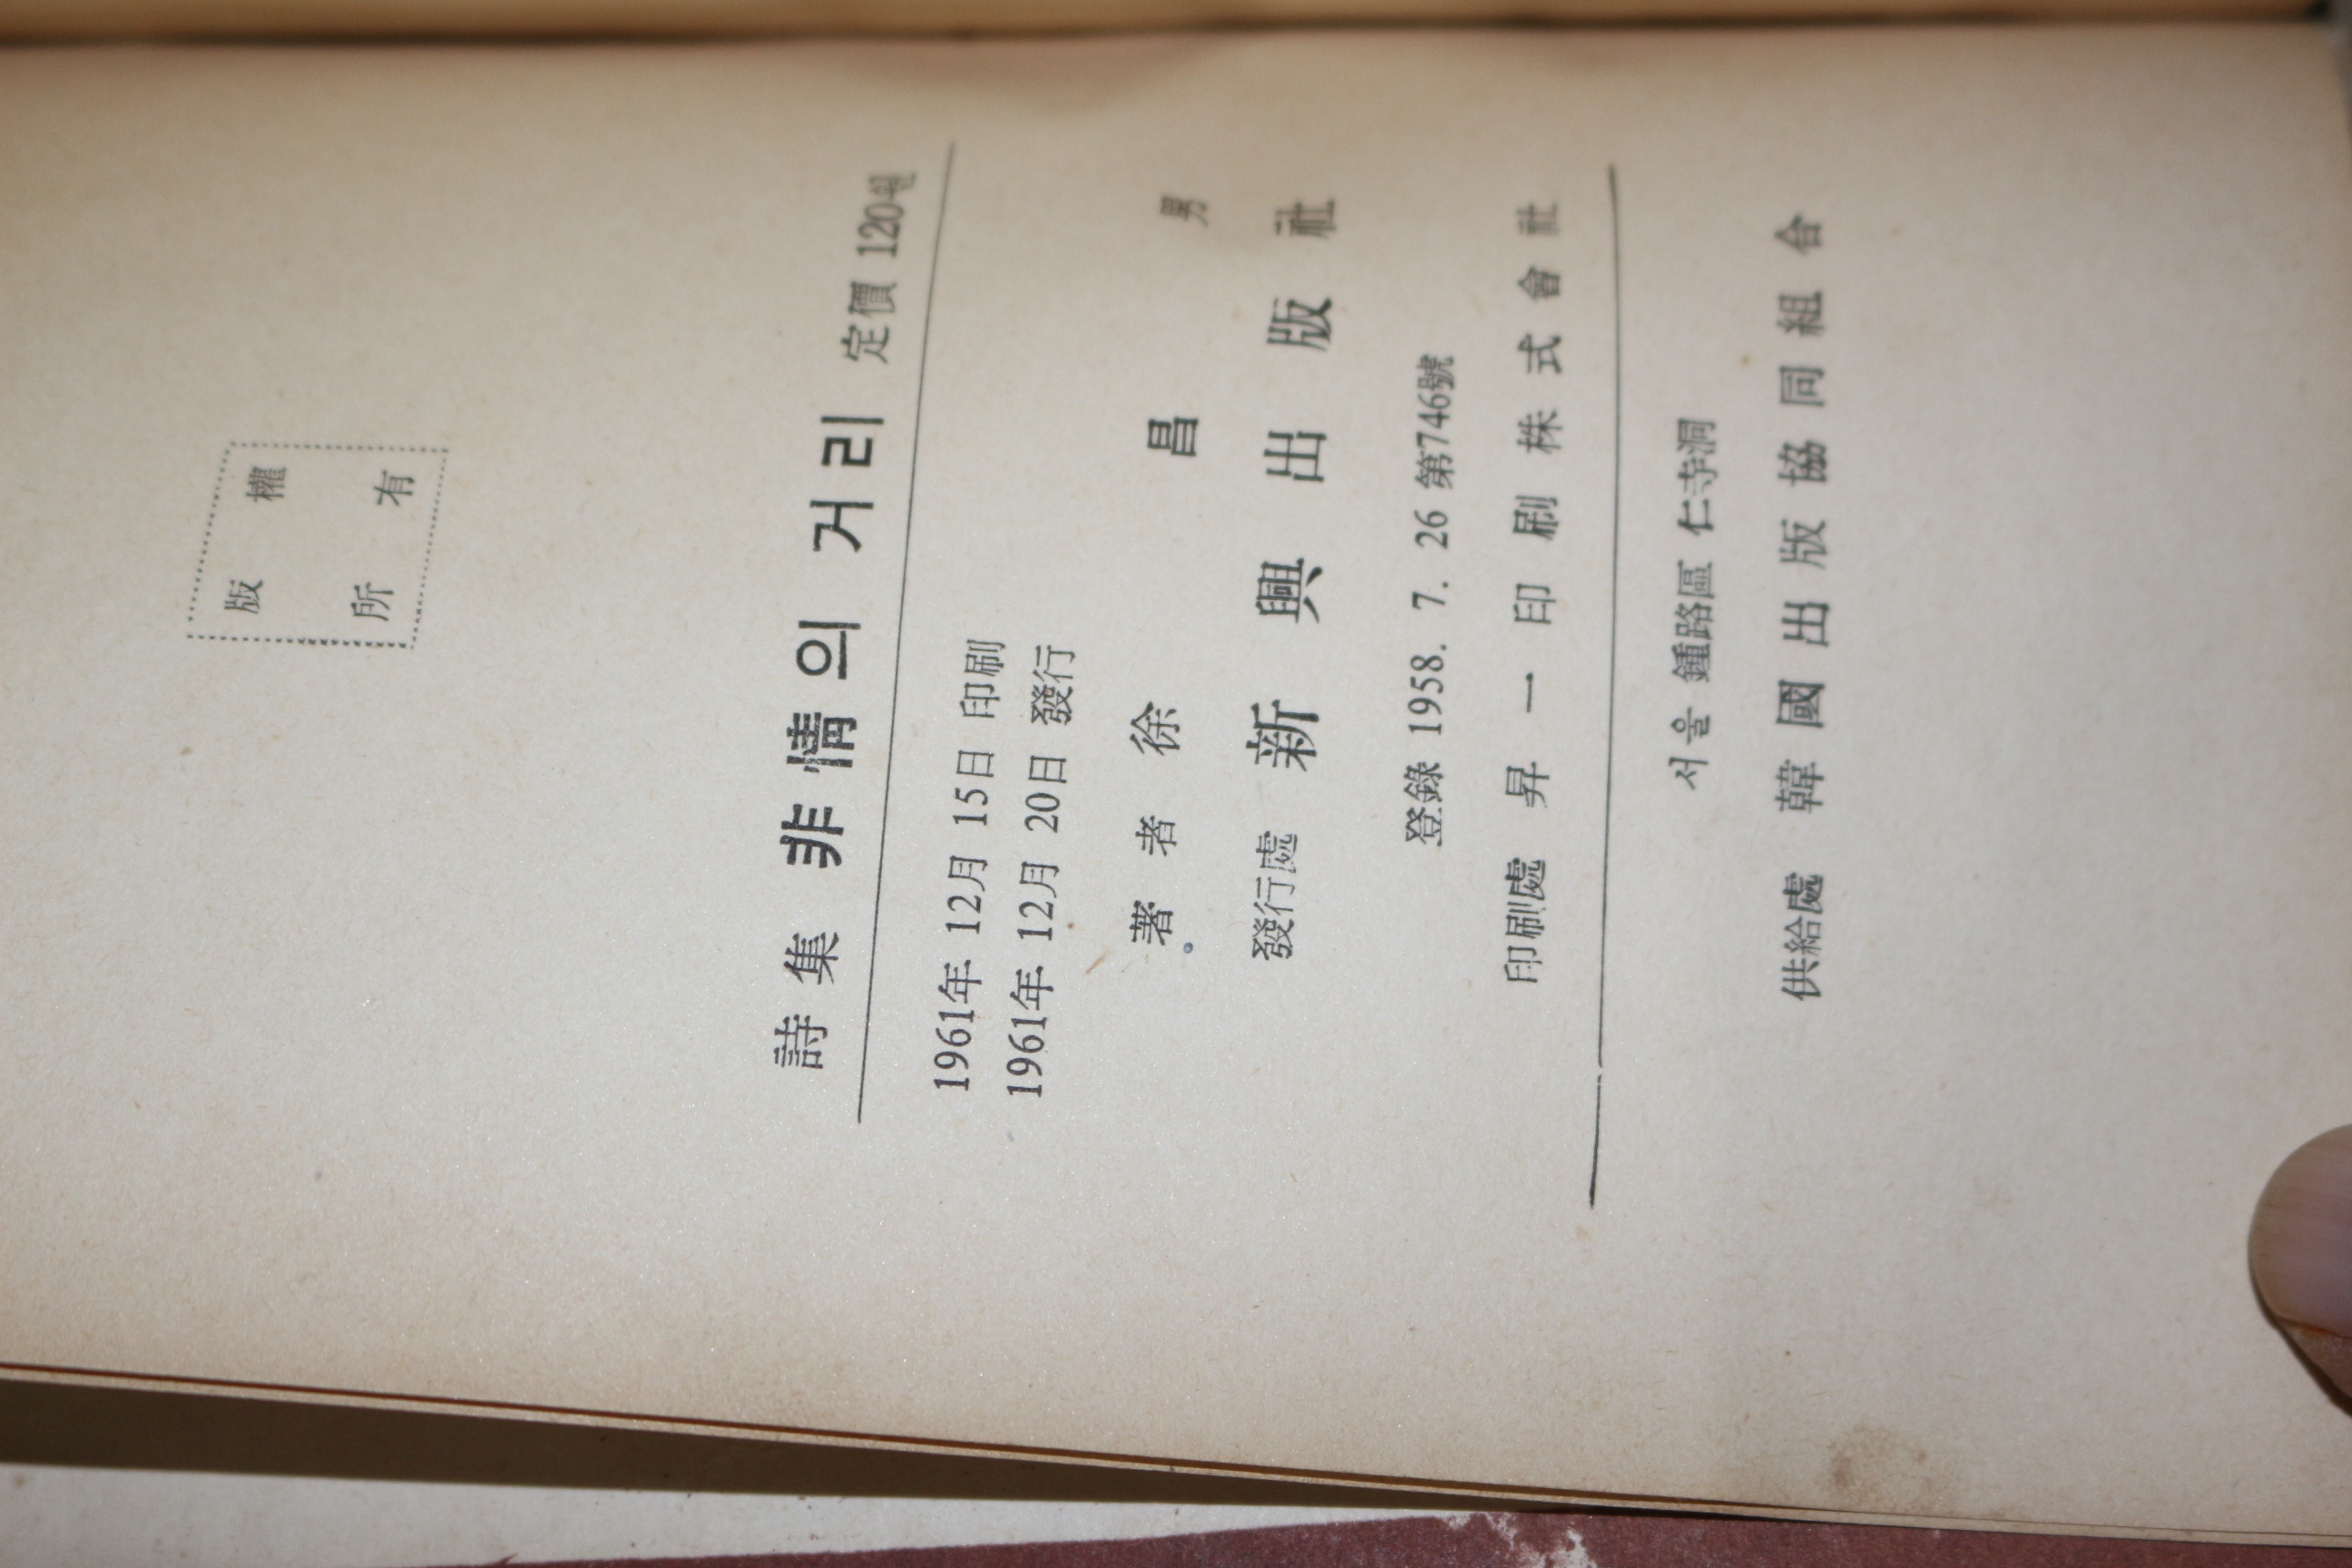 版權
所有
詩集 非情의 거리 定價 120원
1961年 12月 15日 印刷
1961年 12月 20日 發行
著者 徐昌男
發行處 新興出版社
登錄 1958. 7. 26 第746號
印刷處 昇一印刷株式會社
서울 鍾路區 仁寺洞
供給處 韓國出版協同組合